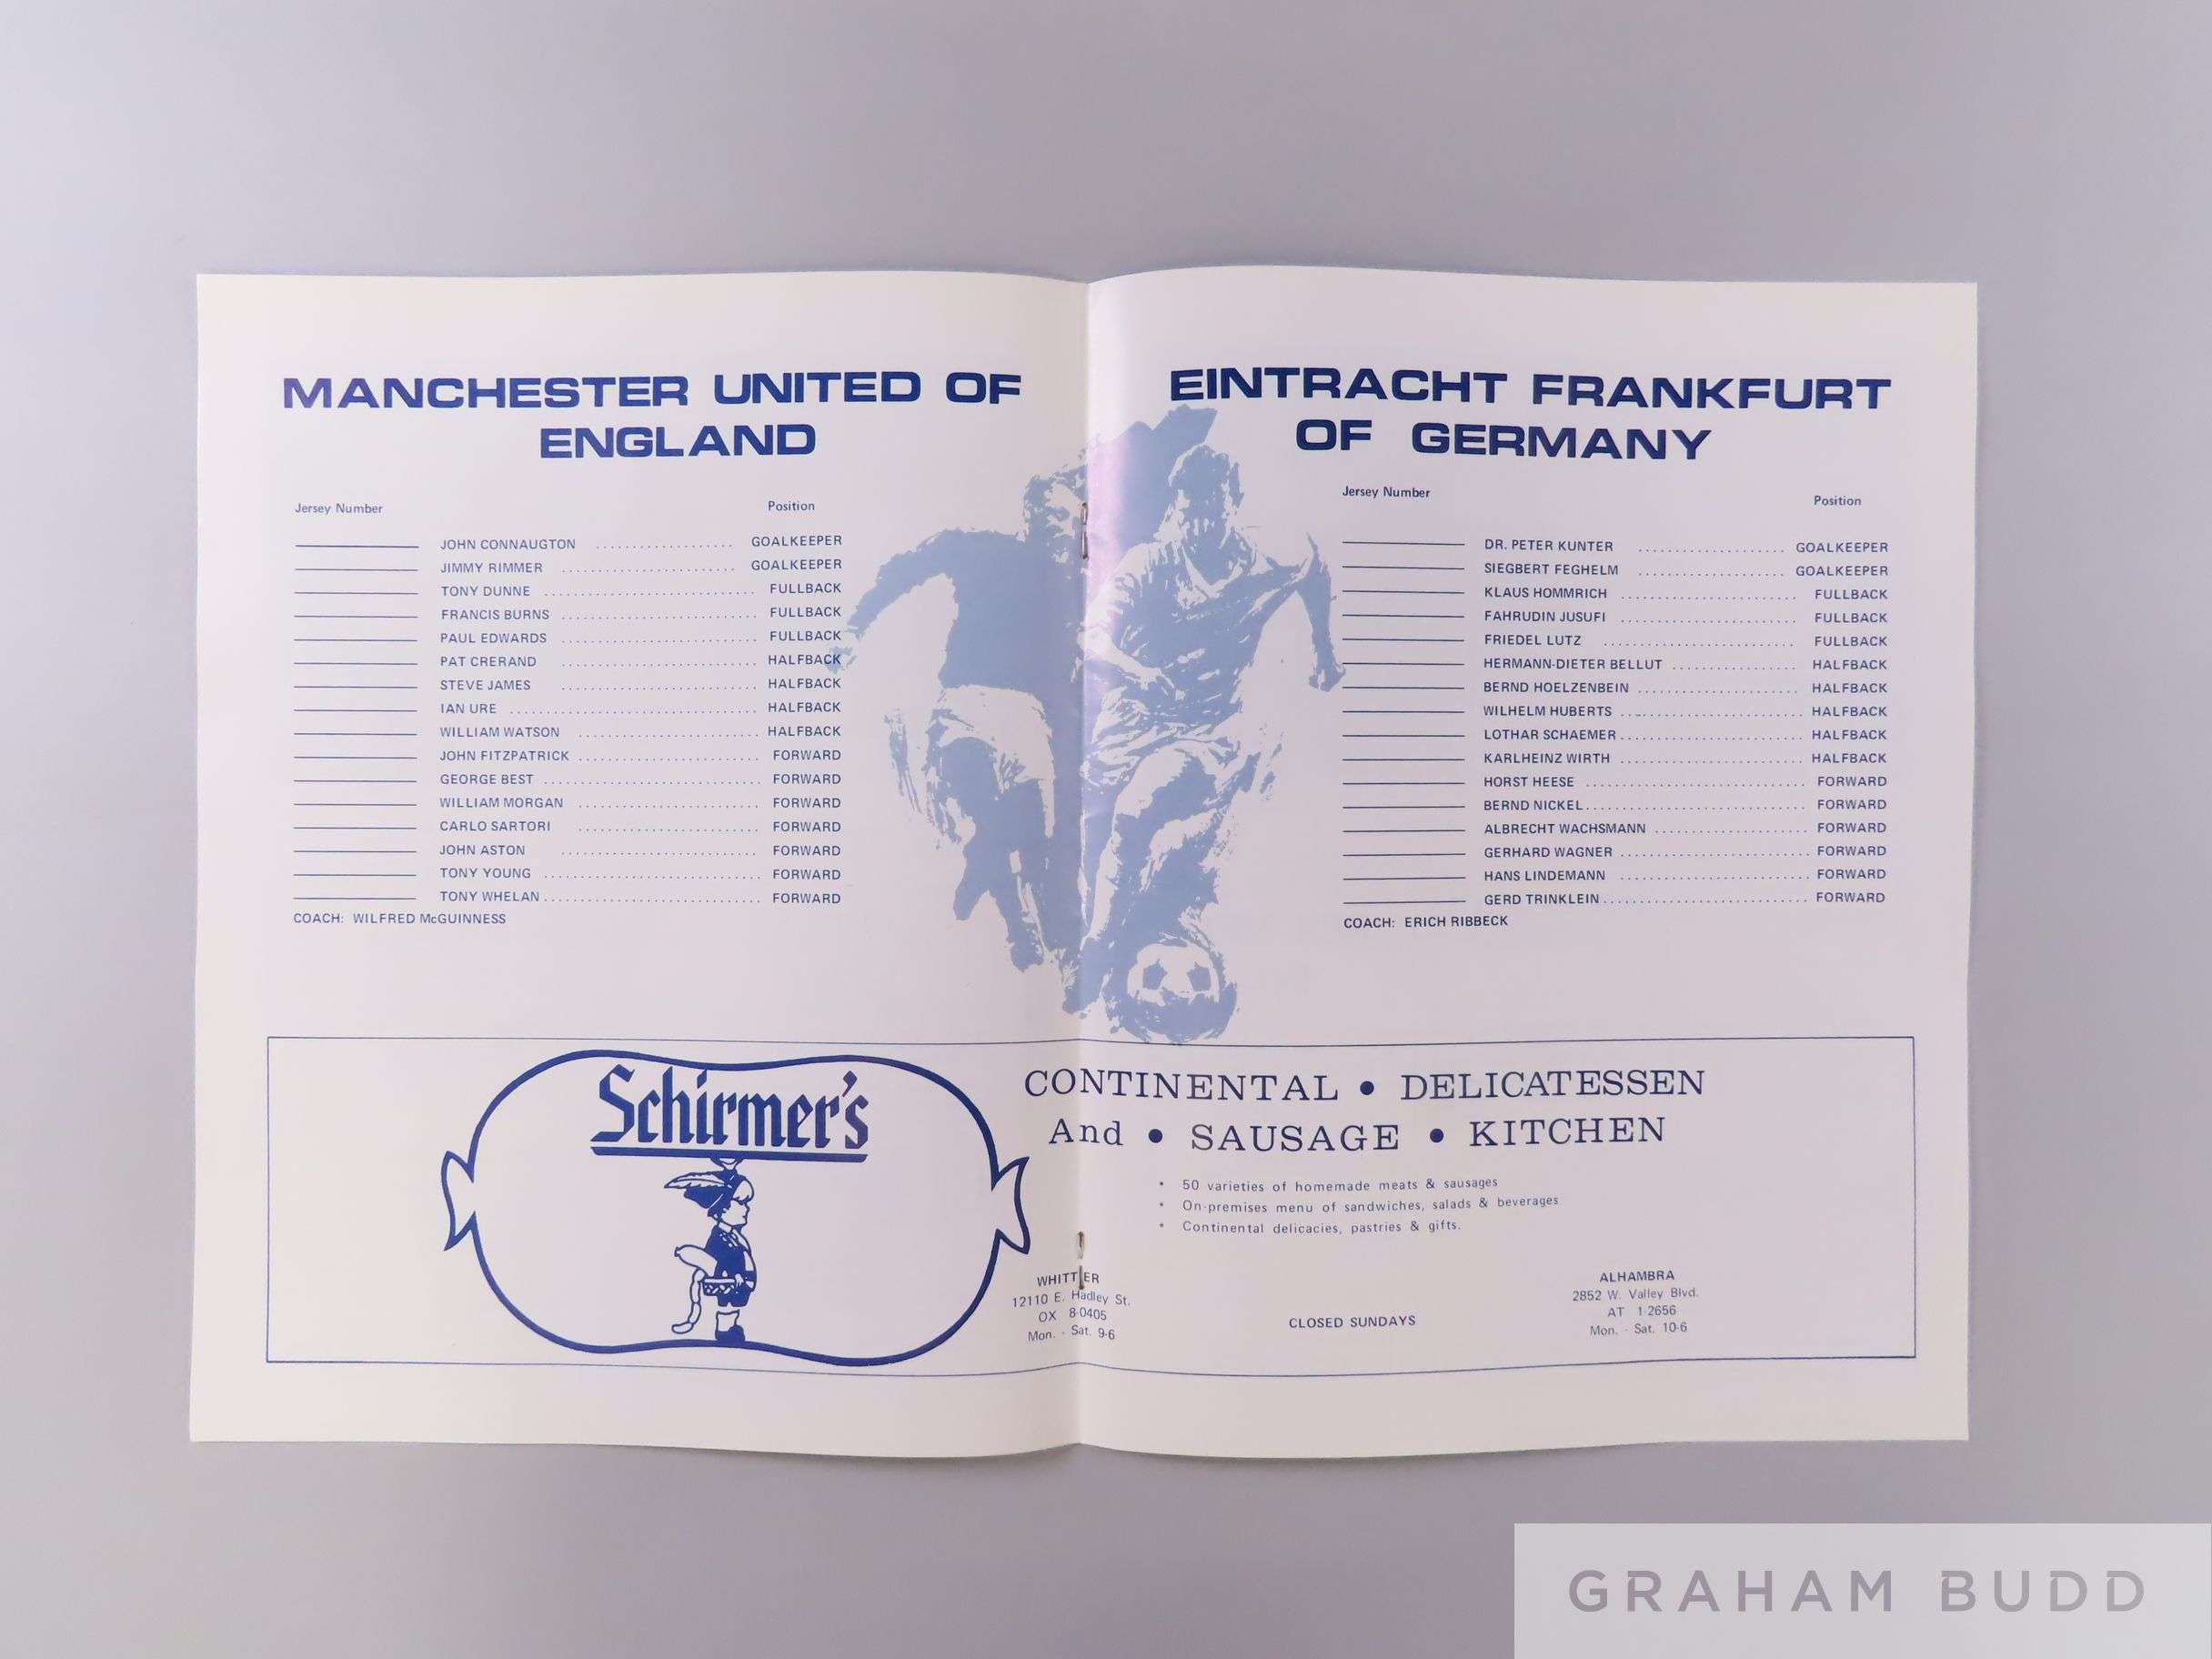 MANCHESTER UNITED OF
ENGLAND
Jersey Number Position
JOHN CONNAUGTON .................. GOALKEEPER
JIMMY RIMMER ....................... GOALKEEPER
TONY DUNNE ............................ FULLBACK
FRANCIS BURNS .......................... FULLBACK
PAUL EDWARDS .......................... FULLBACK
PAT CRERAND .......................... HALFBACK
STEVE JAMES .......................... HALFBACK
IAN URE ................................. HALFBACK
WILLIAM WATSON ........................ HALFBACK
JOHN FITZPATRICK ........................ FORWARD
GEORGE BEST ............................. FORWARD
WILLIAM MORGAN ........................ FORWARD
CARLO SARTORI ........................ FORWARD
JOHN ASTON .......................... FORWARD
TONY YOUNG ............................. FORWARD
TONY WHELAN ............................. FORWARD
COACH: WILFRED McGUINNESS
EINTRACHT FRANKFURT
OF GERMANY
Jersey Number Position
DR. PETER KUNTER .................... GOALKEEPER
SIEGBERT FEGHELM .................... GOALKEEPER
KLAUS HOMMRICH ........................ FULLBACK
FAHRUDIN JUSUFI ........................ FULLBACK
FRIEDEL LUTZ .......................... FULLBACK
HERMANN-DIETER BELLUT ................. HALFBACK
BERND HOELZENBEIN ...................... HALFBACK
WILHELM HUBERTS ......................... HALFBACK
LOTHAR SCHAEMER ......................... HALFBACK
KARLHEINZ WIRTH ......................... HALFBACK
HORST HEESE .............................. FORWARD
BERND NICKEL .............................. FORWARD
ALBRECHT WACHSMANN ..................... FORWARD
GERHARD WAGNER .......................... FORWARD
HANS LINDEMANN .......................... FORWARD
GERD TRINKLEIN ............................ FORWARD
COACH: ERICH RIBBECK
Schirmer's
CONTINENTAL • DELICATESSEN
And • SAUSAGE • KITCHEN
* 50 varieties of homemade meats & sausages
* On-premises menu of sandwiches, salads & beverages
* Continental delicacies, pastries & gifts.
WHITTIER
12110 E. Hadley St.
OX 8-0405
Mon. - Sat. 9-6
CLOSED SUNDAYS
ALHAMBRA
2852 W. Valley Blvd.
AT 1-2656
Mon. - Sat. 10-6
GRAHAM BUDD